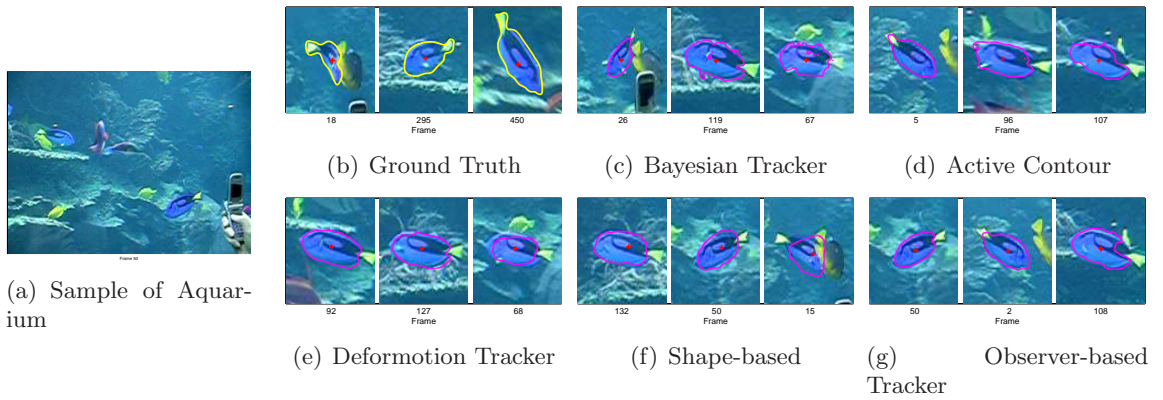 Frame 50
(a) Sample of Aquar-
ium
18 295 450
Frame
(b) Ground Truth
26 119 67
Frame
(c) Bayesian Tracker
5 96 107
Frame
(d) Active Contour
92 127 68
Frame
(e) Deformotion Tracker
132 50 15
Frame
(f) Shape-based
50 2 108
Frame
(g) Observer-based
Tracker